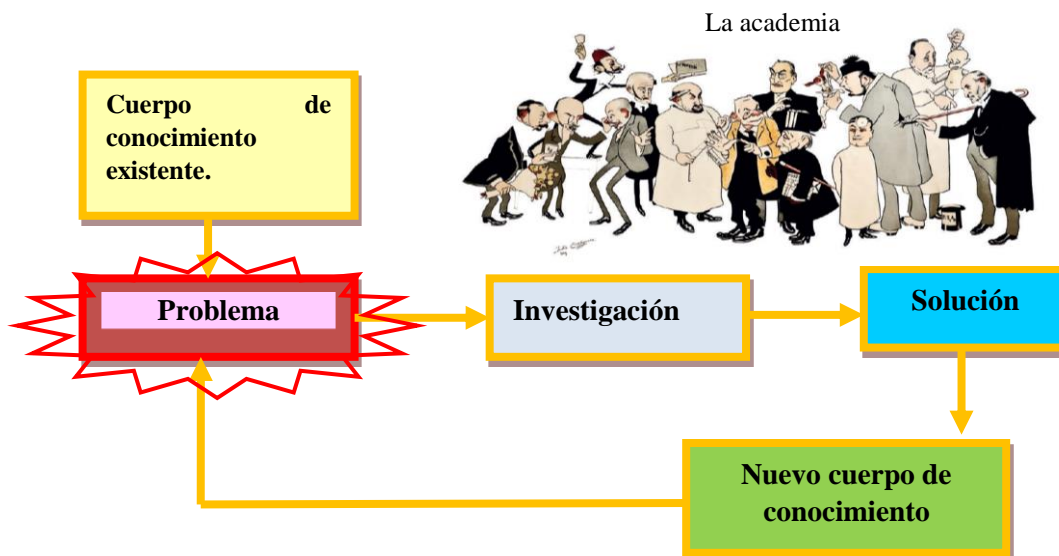 La academia
Cuerpo de
conocimiento
existente.
Problema
Investigación
Solución
Nuevo cuerpo de
conocimiento